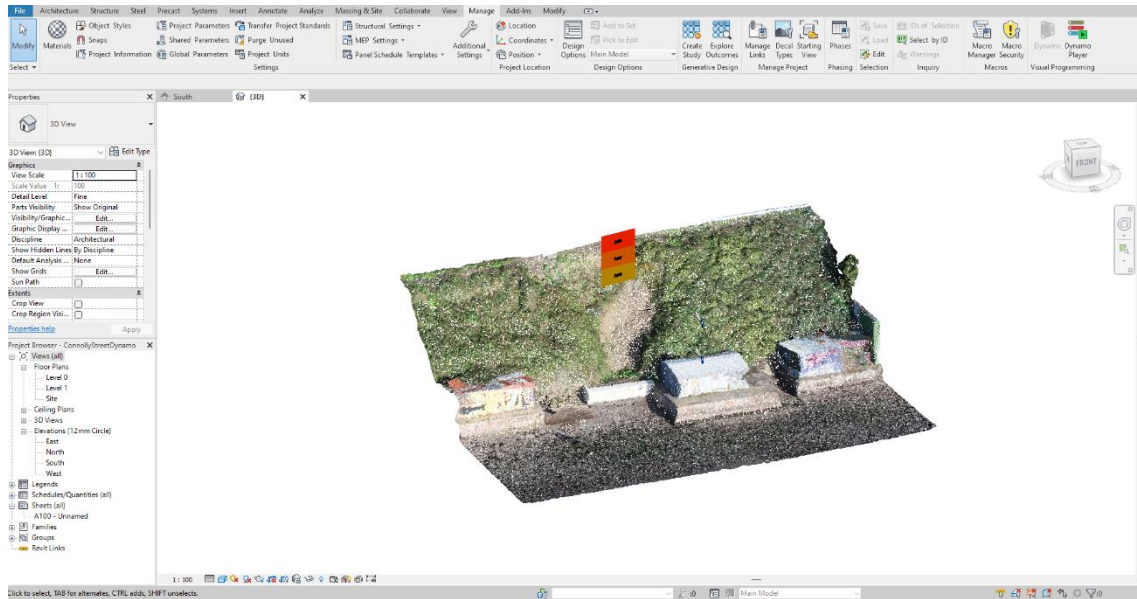 File Architecture Structure Steel Precast Systems Insert Annotate Analyze Massing & Site Collaborate View Manage Add-Ins Modify
Modify
Select
Materials
Object Styles
Snaps
Project Information
Project Parameters
Shared Parameters
Global Parameters
Transfer Project Standards
Purge Unused
Project Units
Settings
Structural Settings
MEP Settings
Panel Schedule Templates
Additional Settings
Location
Coordinates
Position
Project Location
Design Options
Add to Set
Pick to Edit
Main Model
Design Options
Create Study
Explore Outcomes
Generative Design
Manage Links
Decal Types
Starting View
Manage Project
Phases
Phasing
Save
Load
Edit
Selection
IDs of Selection
Select by ID
Warnings
Inquiry
Macro Manager
Macro Security
Macros
Dynamo
Dynamo Player
Visual Programming
Properties X
South
{3D} X
3D View
3D View: {3D} Edit Type
Graphics
View Scale 1 : 100
Scale Value 1: 100
Detail Level Fine
Parts Visibility Show Original
Visibility/Graphic... Edit...
Graphic Display ... Edit...
Discipline Architectural
Show Hidden Lines By Discipline
Default Analysis ... None
Show Grids Edit...
Sun Path
Extents
Crop View
Crop Region Visi...
Properties help Apply
Project Browser - ConnollyStreetDynamo X
Views (all)
Floor Plans
Level 0
Level 1
Site
Ceiling Plans
3D Views
Elevations (12mm Circle)
East
North
South
West
Legends
Schedules/Quantities (all)
Sheets (all)
A100 - Unnamed
Families
Groups
Revit Links
FRONT
1 : 100
Click to select, TAB for alternates, CTRL adds, SHIFT unselects.
:0
Main Model
:0